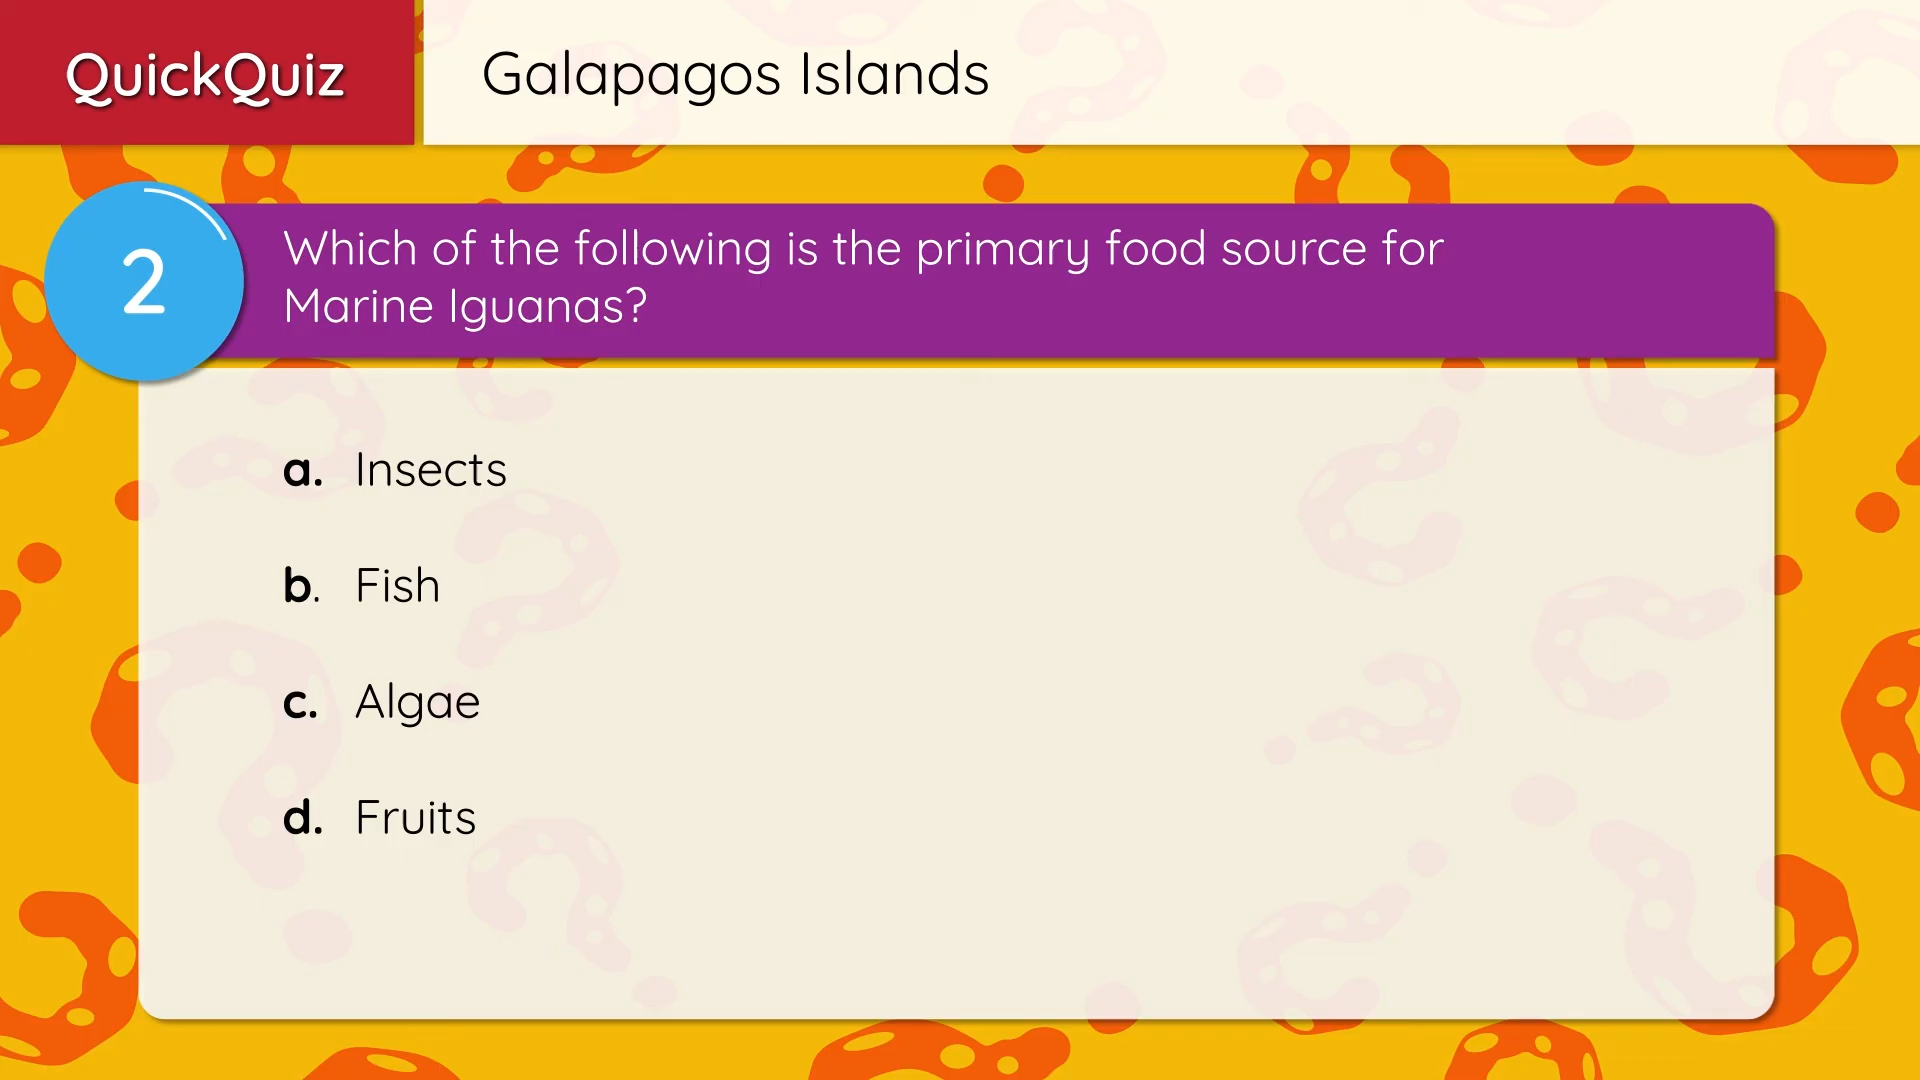 QuickQuiz
Galapagos Islands
2
Which of the following is the primary food source for
Marine Iguanas?
a. Insects
b. Fish
c. Algae
d. Fruits